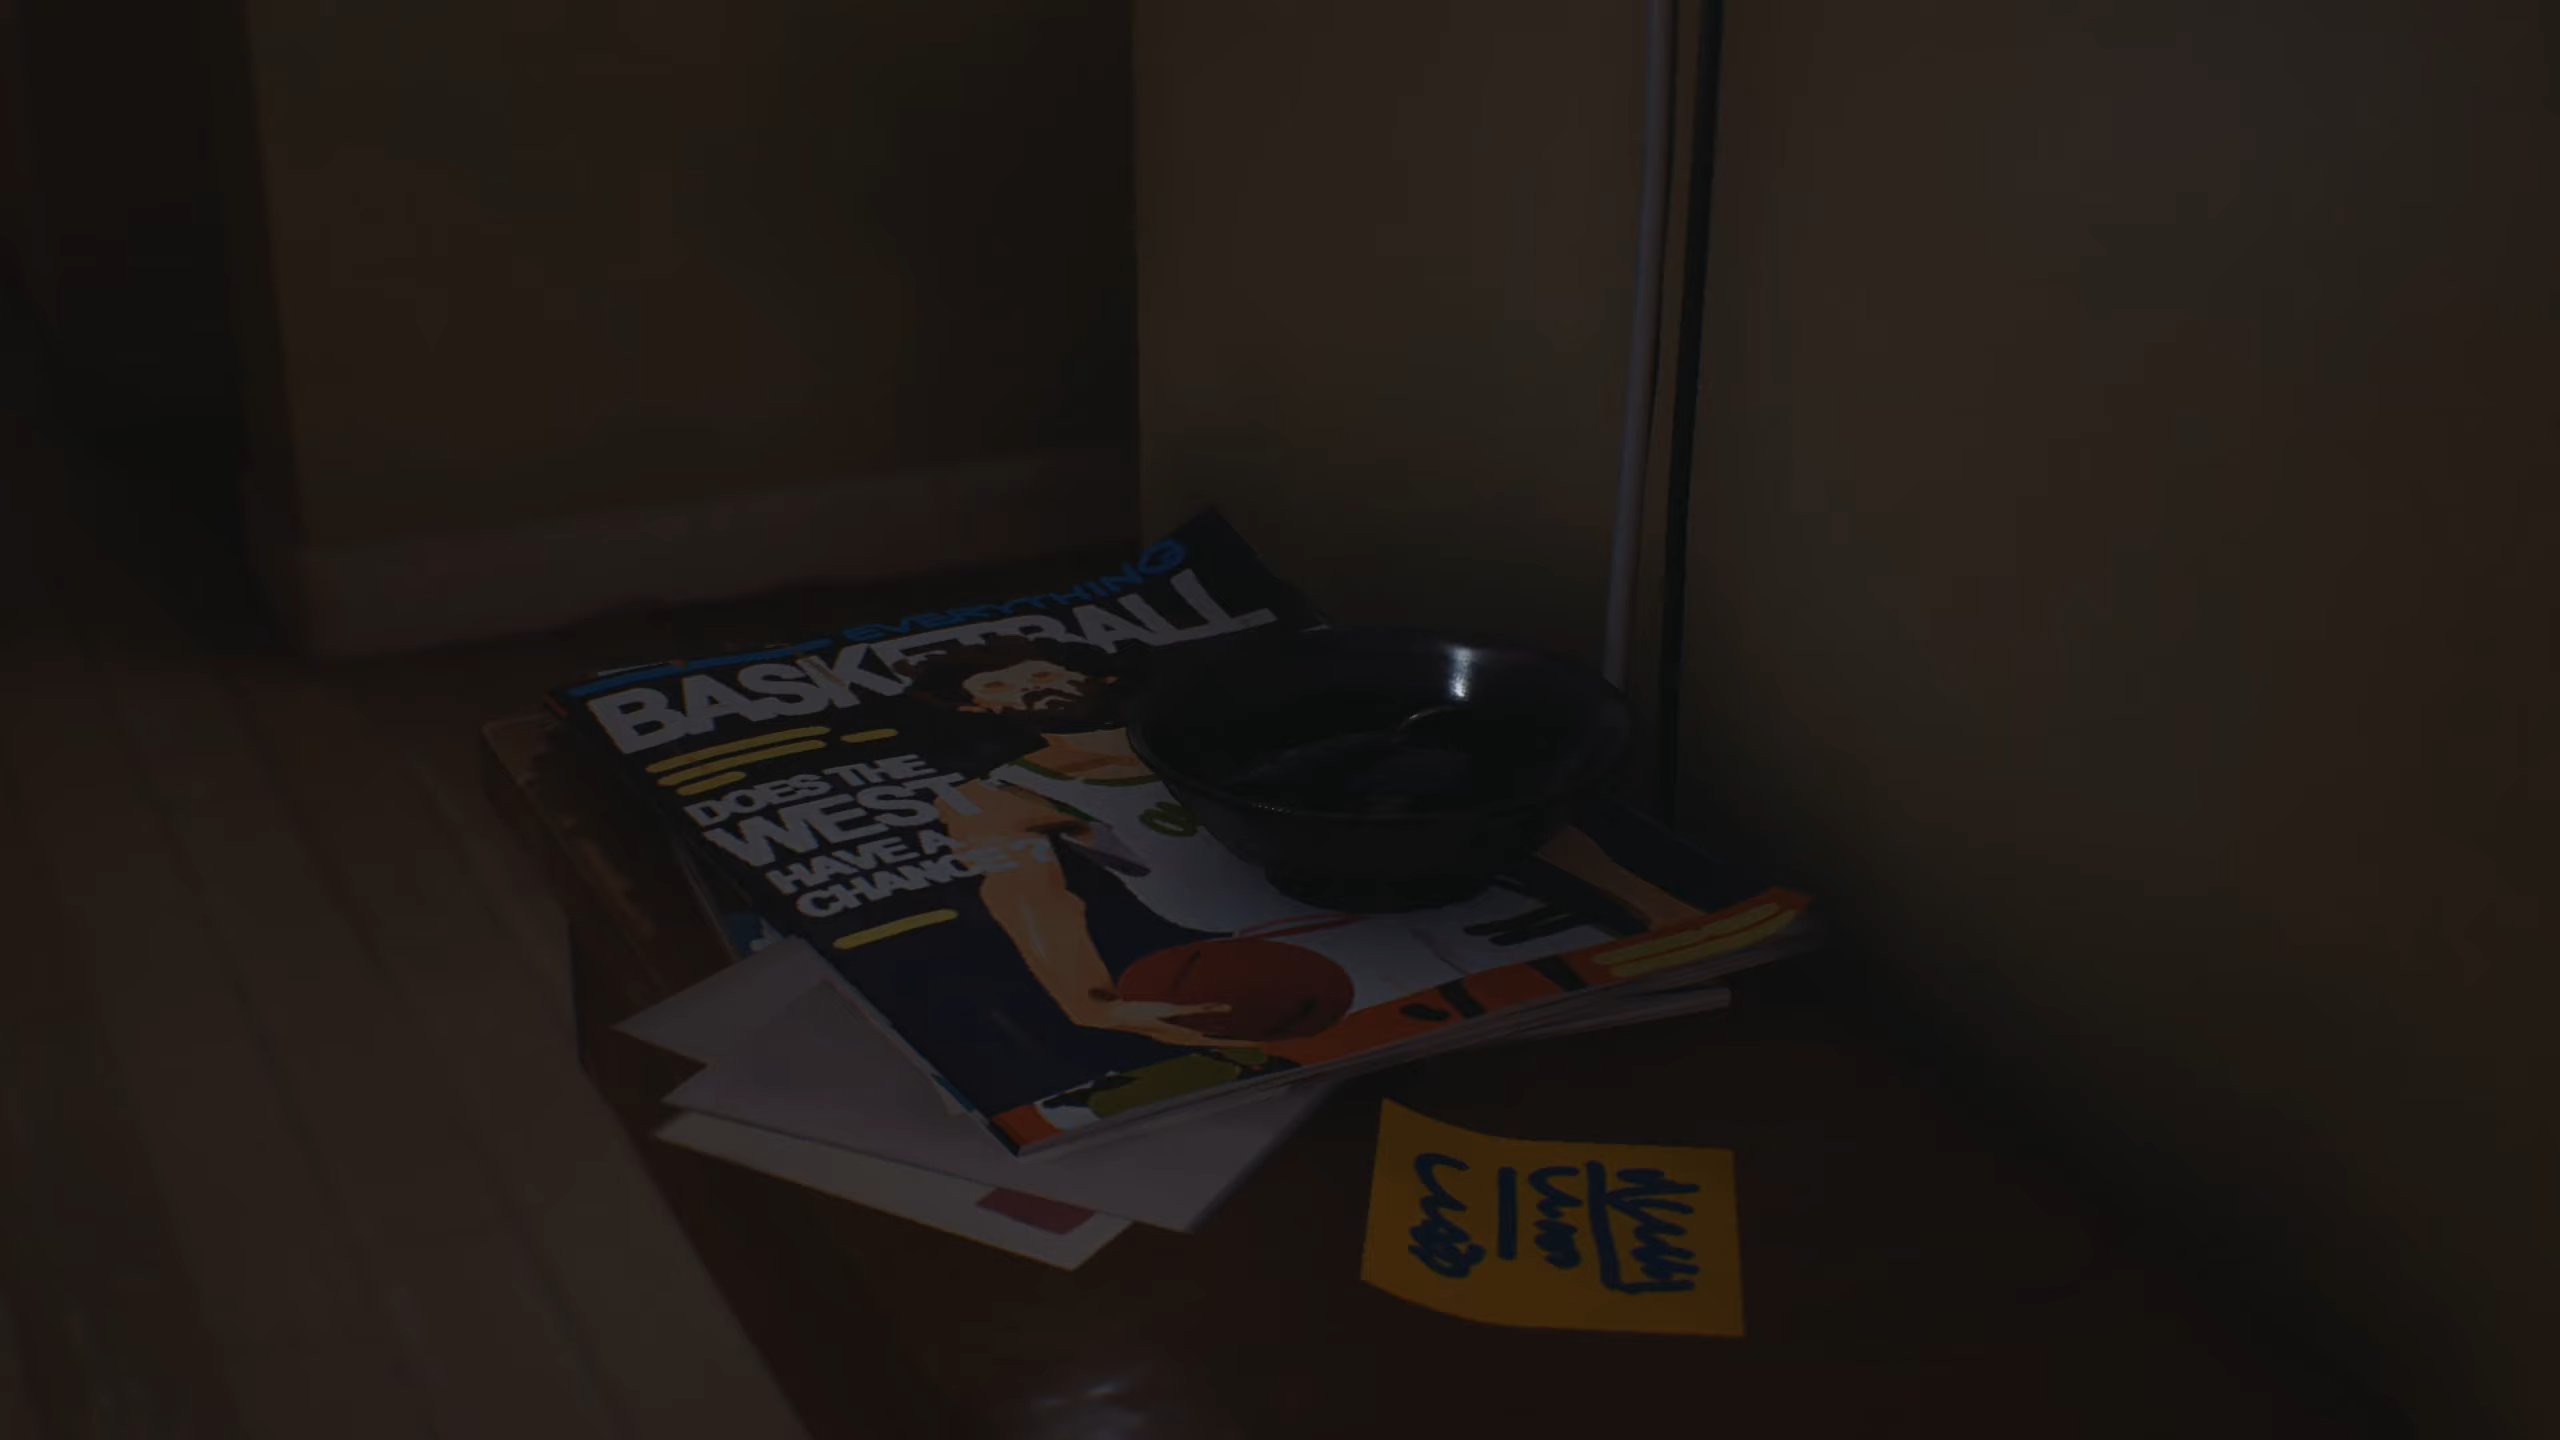 EVERYTHING
BASKETBALL
DOES THE
WEST
HAVE A
CHANCE?